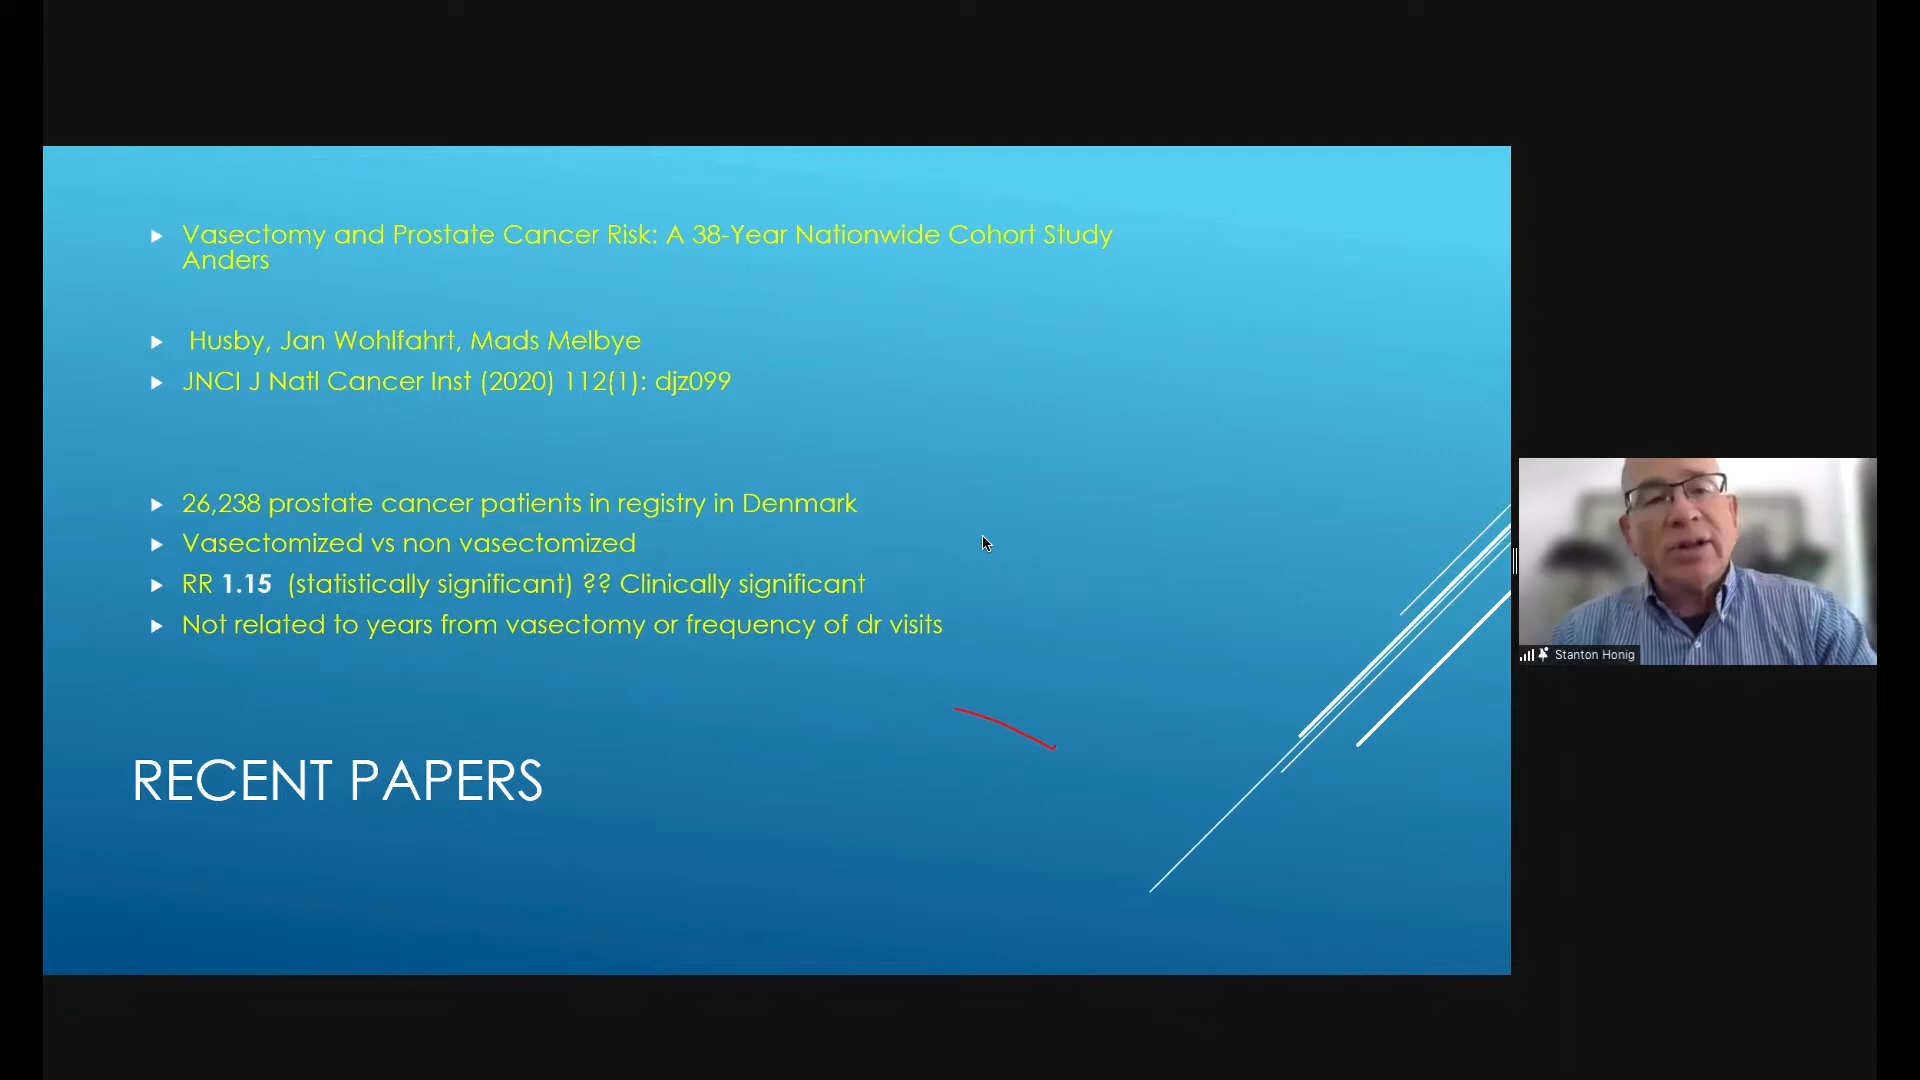 Vasectomy and Prostate Cancer Risk: A 38-Year Nationwide Cohort Study
Anders
Husby, Jan Wohlfahrt, Mads Melbye
JNCI J Natl Cancer Inst (2020) 112(1): djz099
26,238 prostate cancer patients in registry in Denmark
Vasectomized vs non vasectomized
RR 1.15 (statistically significant) ?? Clinically significant
Not related to years from vasectomy or frequency of dr visits
RECENT PAPERS
Stanton Honig